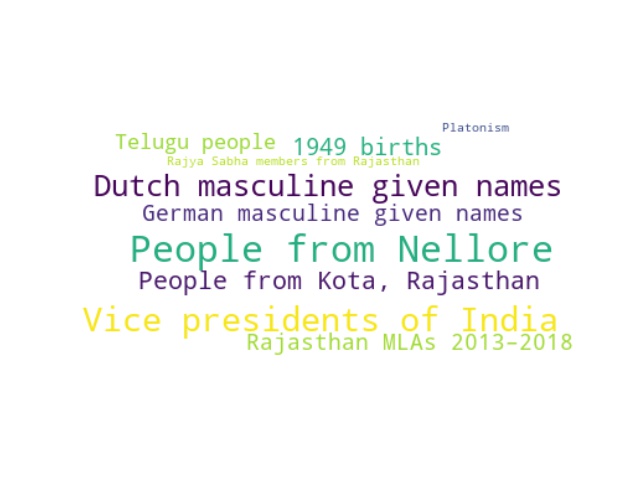 Platonism
Telugu people
1949 births
Rajya Sabha members from Rajasthan
Dutch masculine given names
German masculine given names
People from Nellore
People from Kota, Rajasthan
Vice presidents of India
Rajasthan MLAs 2013–2018